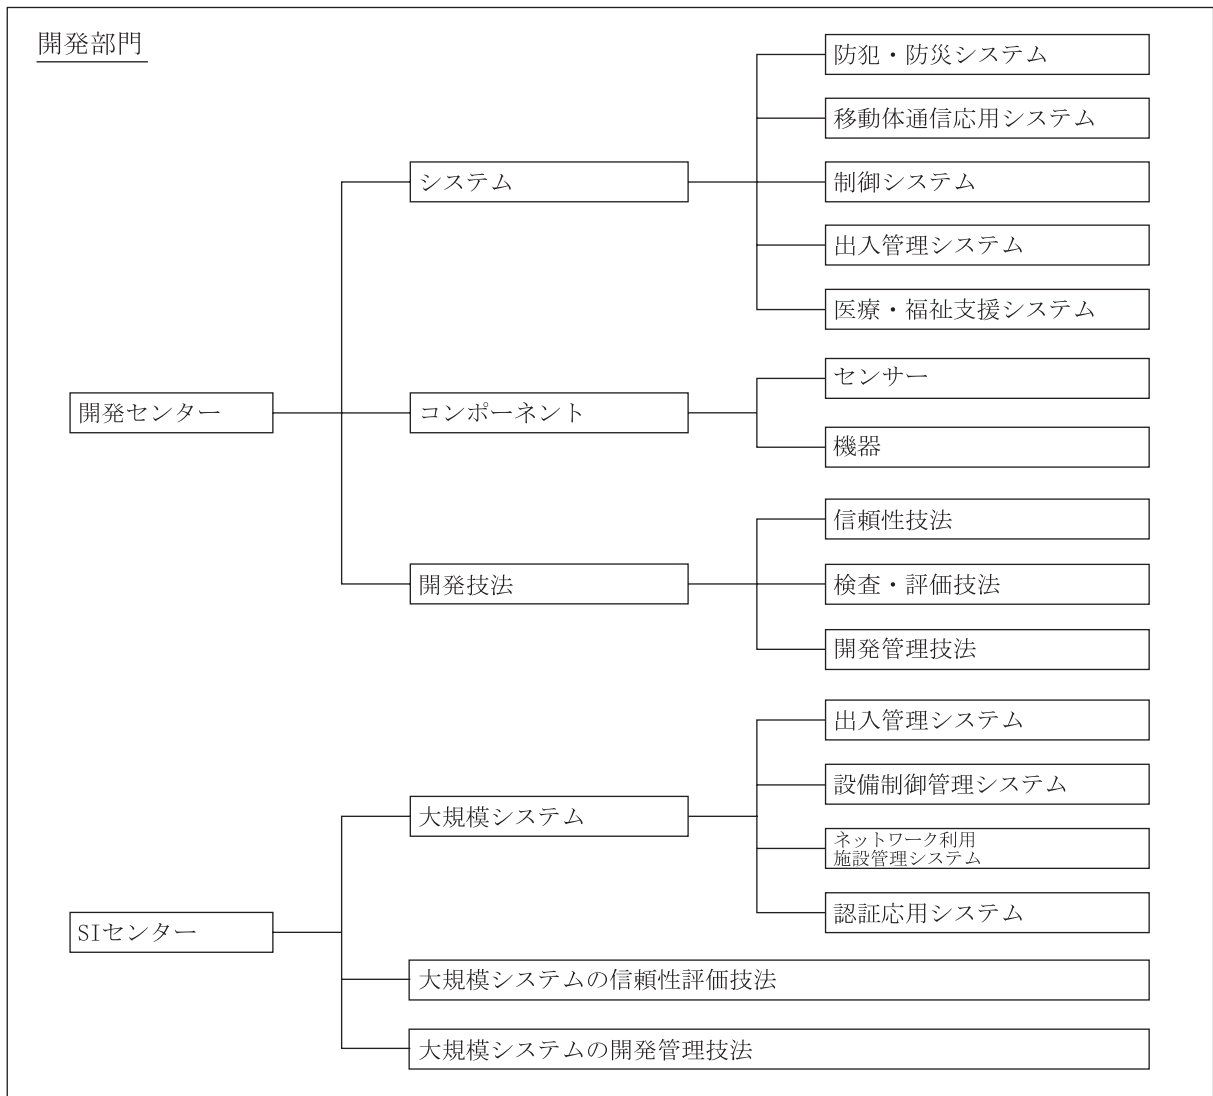 開発部門
開発センター
システム
防犯・防災システム
移動体通信応用システム
制御システム
出入管理システム
医療・福祉支援システム
コンポーネント
センサー
機器
開発技法
信頼性技法
検査・評価技法
開発管理技法
SIセンター
大規模システム
出入管理システム
設備制御管理システム
ネットワーク利用
施設管理システム
認証応用システム
大規模システムの信頼性評価技法
大規模システムの開発管理技法